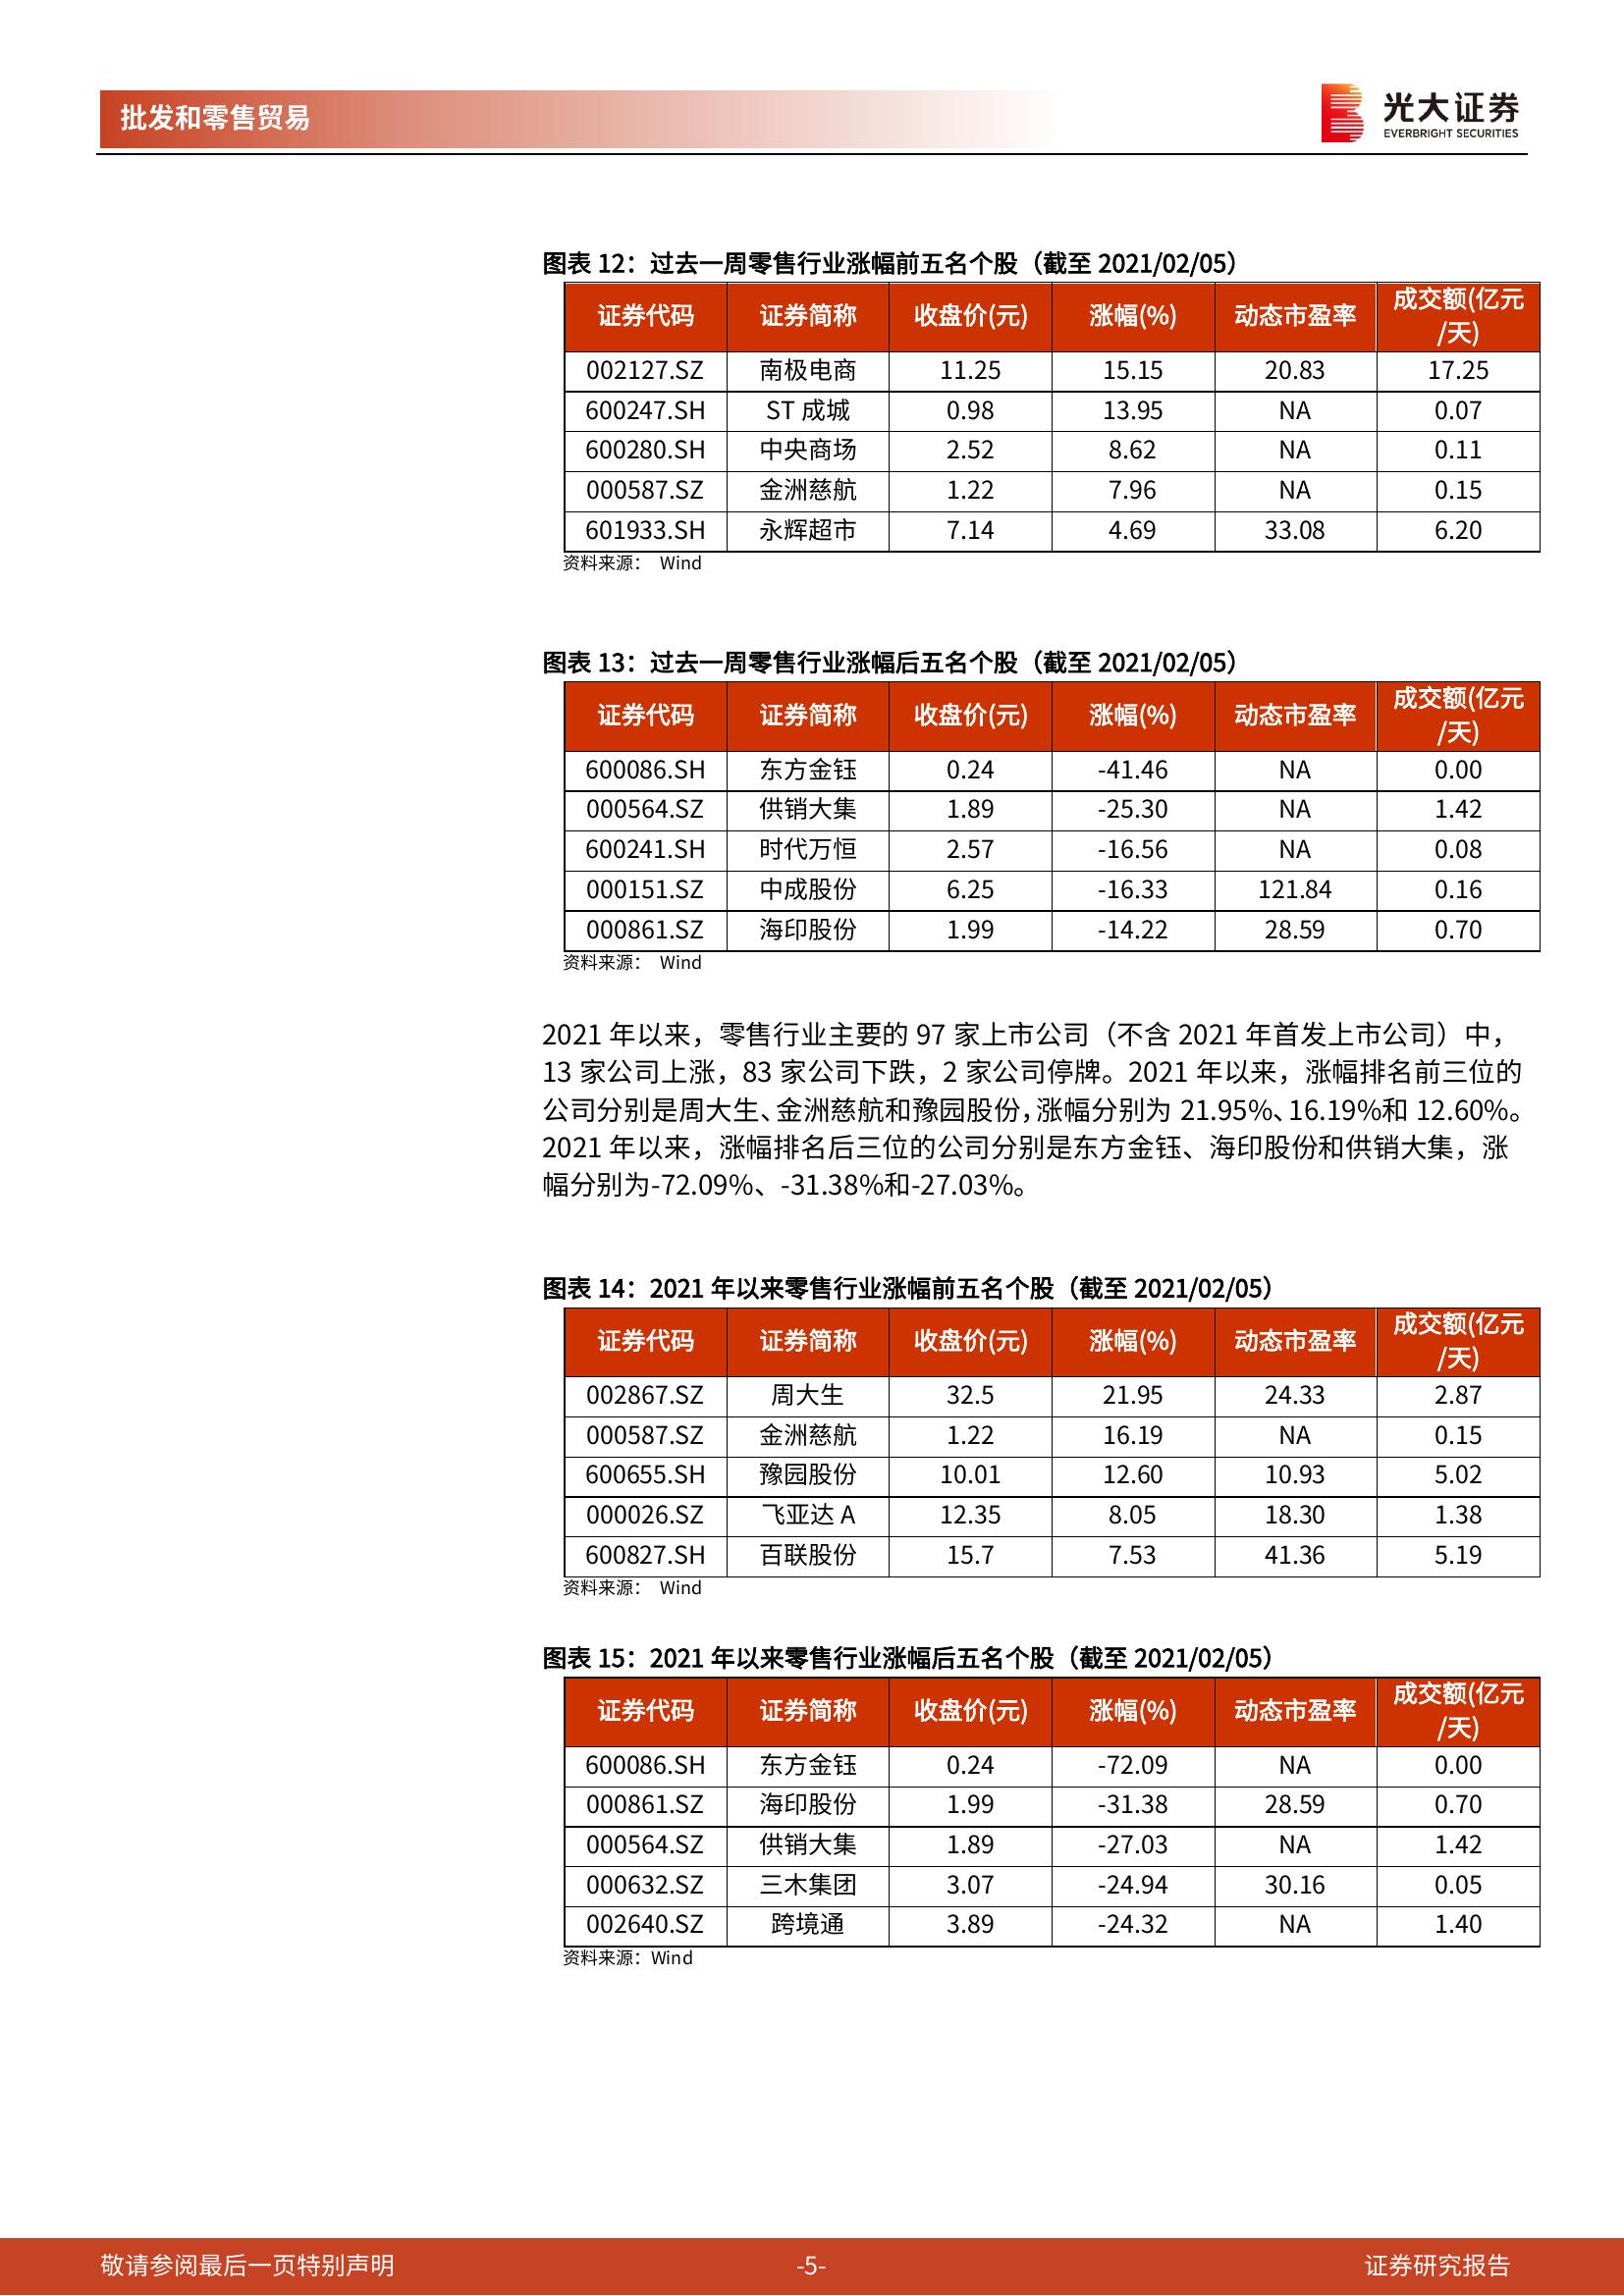 批发和零售贸易
光大证券
EVERBRIGHT SECURITIES
图表 12：过去一周零售行业涨幅前五名个股（截至 2021/02/05）
证券代码 证券简称 收盘价(元) 涨幅(%) 动态市盈率 成交额(亿元/天)
002127.SZ 南极电商 11.25 15.15 20.83 17.25
600247.SH ST 成城 0.98 13.95 NA 0.07
600280.SH 中央商场 2.52 8.62 NA 0.11
000587.SZ 金洲慈航 1.22 7.96 NA 0.15
601933.SH 永辉超市 7.14 4.69 33.08 6.20
资料来源： Wind
图表 13：过去一周零售行业涨幅后五名个股（截至 2021/02/05）
证券代码 证券简称 收盘价(元) 涨幅(%) 动态市盈率 成交额(亿元/天)
600086.SH 东方金钰 0.24 -41.46 NA 0.00
000564.SZ 供销大集 1.89 -25.30 NA 1.42
600241.SH 时代万恒 2.57 -16.56 NA 0.08
000151.SZ 中成股份 6.25 -16.33 121.84 0.16
000861.SZ 海印股份 1.99 -14.22 28.59 0.70
资料来源： Wind
2021 年以来，零售行业主要的 97 家上市公司（不含 2021 年首发上市公司）中，
13 家公司上涨，83 家公司下跌，2 家公司停牌。2021 年以来，涨幅排名前三位的
公司分别是周大生、金洲慈航和豫园股份，涨幅分别为 21.95%、16.19%和 12.60%。
2021 年以来，涨幅排名后三位的公司分别是东方金钰、海印股份和供销大集，涨
幅分别为-72.09%、-31.38%和-27.03%。
图表 14：2021 年以来零售行业涨幅前五名个股（截至 2021/02/05）
证券代码 证券简称 收盘价(元) 涨幅(%) 动态市盈率 成交额(亿元/天)
002867.SZ 周大生 32.5 21.95 24.33 2.87
000587.SZ 金洲慈航 1.22 16.19 NA 0.15
600655.SH 豫园股份 10.01 12.60 10.93 5.02
000026.SZ 飞亚达 A 12.35 8.05 18.30 1.38
600827.SH 百联股份 15.7 7.53 41.36 5.19
资料来源： Wind
图表 15：2021 年以来零售行业涨幅后五名个股（截至 2021/02/05）
证券代码 证券简称 收盘价(元) 涨幅(%) 动态市盈率 成交额(亿元/天)
600086.SH 东方金钰 0.24 -72.09 NA 0.00
000861.SZ 海印股份 1.99 -31.38 28.59 0.70
000564.SZ 供销大集 1.89 -27.03 NA 1.42
000632.SZ 三木集团 3.07 -24.94 30.16 0.05
002640.SZ 跨境通 3.89 -24.32 NA 1.40
资料来源：Wind
敬请参阅最后一页特别声明 -5- 证券研究报告